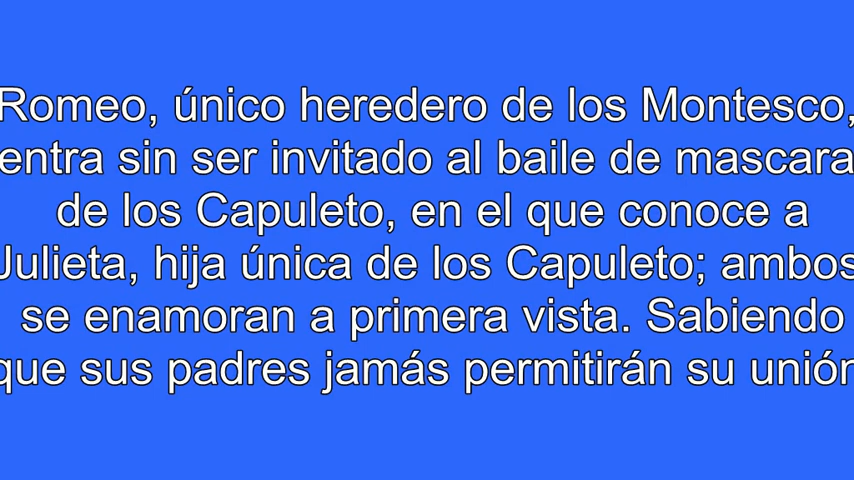 Romeo, único heredero de los Montesco,
entra sin ser invitado al baile de mascara
de los Capuleto, en el que conoce a
Julieta, hija única de los Capuleto; ambos
se enamoran a primera vista. Sabiendo
que sus padres jamás permitirán su unión